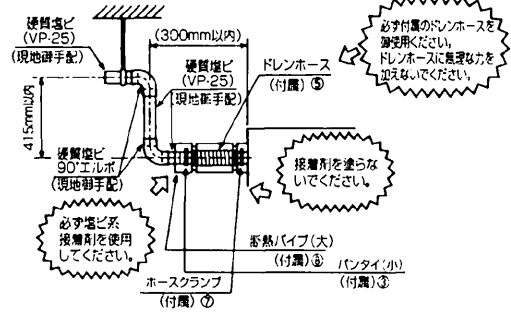 硬質塩ビ
(VP-25)
(現地御手配)
(300mm以内)
硬質塩ビ
(VP-25)
(現地御手配)
ドレンホース
(付属)⑤
必ず付属のドレンホースを
御使用ください。
ドレンホースに無理な力を
加えないでください。
415mm以内
硬質塩ビ
90°エルボ
(現地御手配)
接着剤を塗らな
いでください。
必ず塩ビ系
接着剤を使用
してください。
断熱パイプ(大)
(付属)⑥
バンタイ(小)
(付属)③
ホースクランプ
(付属)⑦